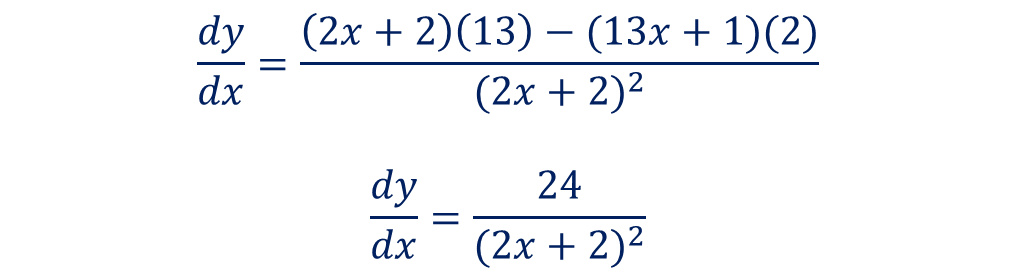 dy/dx = ((2x + 2)(13) − (13x + 1)(2))/(2x + 2)²
dy/dx = 24/(2x + 2)²